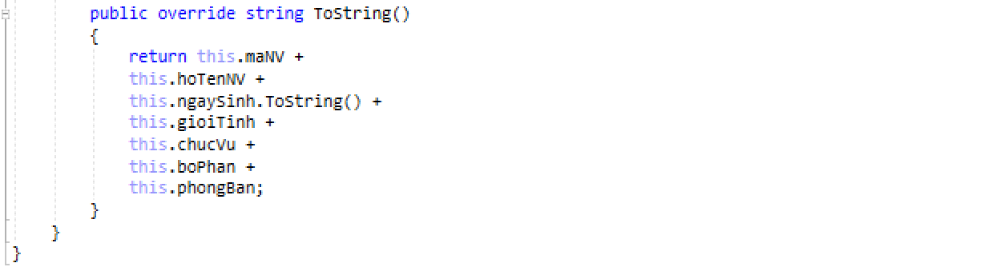 public override string ToString()
{
return this.maNV +
this.hoTenNV +
this.ngaySinh.ToString() +
this.gioiTinh +
this.chucVu +
this.boPhan +
this.phongBan;
}
}
}